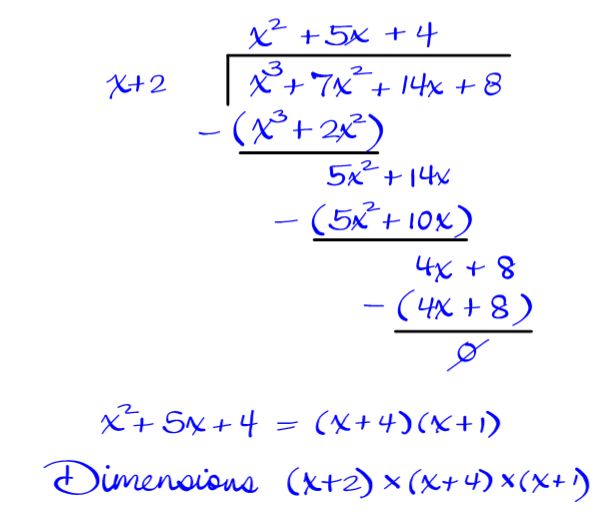 x² + 5x + 4
x+2 x³ + 7x² + 14x + 8
- (x³ + 2x²)
5x² + 14x
- (5x² + 10x)
4x + 8
- (4x + 8)
0
x² + 5x + 4 = (x+4)(x+1)
Dimensions (x+2) × (x+4) × (x+1)